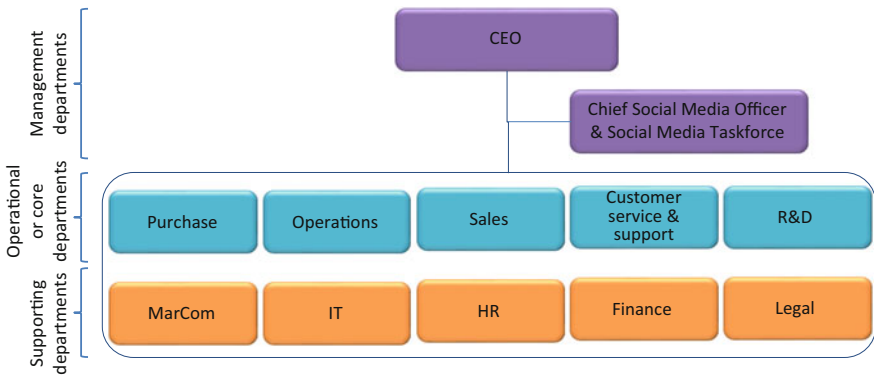 Management
departments
CEO
Chief Social Media Officer
& Social Media Taskforce
Operational
or core
departments
Purchase
Operations
Sales
Customer
service &
support
R&D
Supporting
departments
MarCom
IT
HR
Finance
Legal